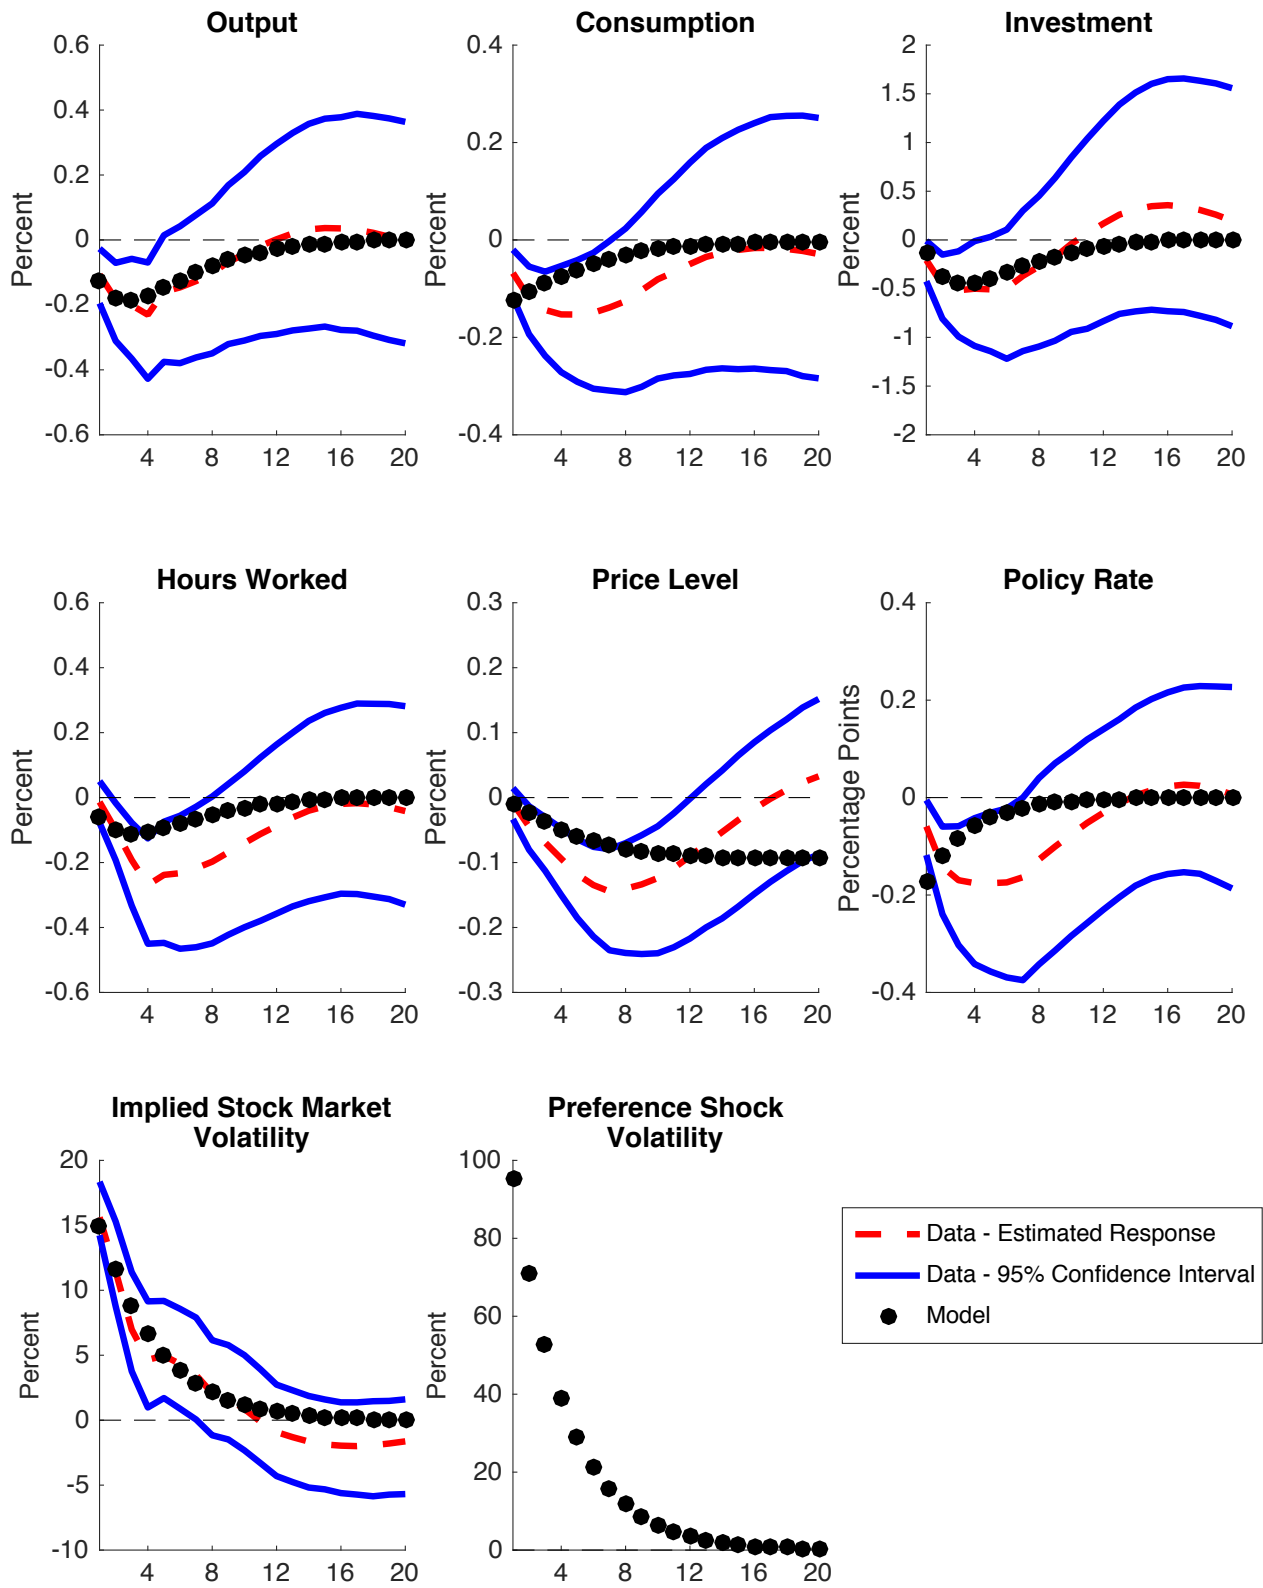 Output
Percent
0.6
0.4
0.2
0
-0.2
-0.4
-0.6
4 8 12 16 20
Consumption
Percent
0.4
0.2
0
-0.2
-0.4
4 8 12 16 20
Investment
Percent
2
1.5
1
0.5
0
-0.5
-1
-1.5
-2
4 8 12 16 20
Hours Worked
Percent
0.6
0.4
0.2
0
-0.2
-0.4
-0.6
4 8 12 16 20
Price Level
Percent
0.3
0.2
0.1
0
-0.1
-0.2
-0.3
4 8 12 16 20
Policy Rate
Percentage Points
0.4
0.2
0
-0.2
-0.4
4 8 12 16 20
Implied Stock Market
Volatility
Percent
20
15
10
5
0
-5
-10
4 8 12 16 20
Preference Shock
Volatility
Percent
100
80
60
40
20
0
4 8 12 16 20
Data - Estimated Response
Data - 95% Confidence Interval
Model